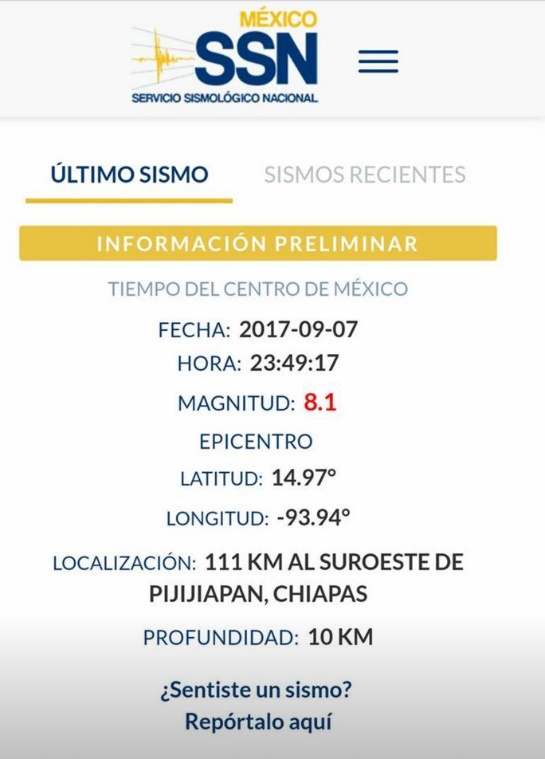 MÉXICO
SSN
SERVICIO SISMOLÓGICO NACIONAL
ÚLTIMO SISMO SISMOS RECIENTES
INFORMACIÓN PRELIMINAR
TIEMPO DEL CENTRO DE MÉXICO
FECHA: 2017-09-07
HORA: 23:49:17
MAGNITUD: 8.1
EPICENTRO
LATITUD: 14.97°
LONGITUD: -93.94°
LOCALIZACIÓN: 111 KM AL SUROESTE DE
PIJIJIAPAN, CHIAPAS
PROFUNDIDAD: 10 KM
¿Sentiste un sismo?
Repórtalo aquí